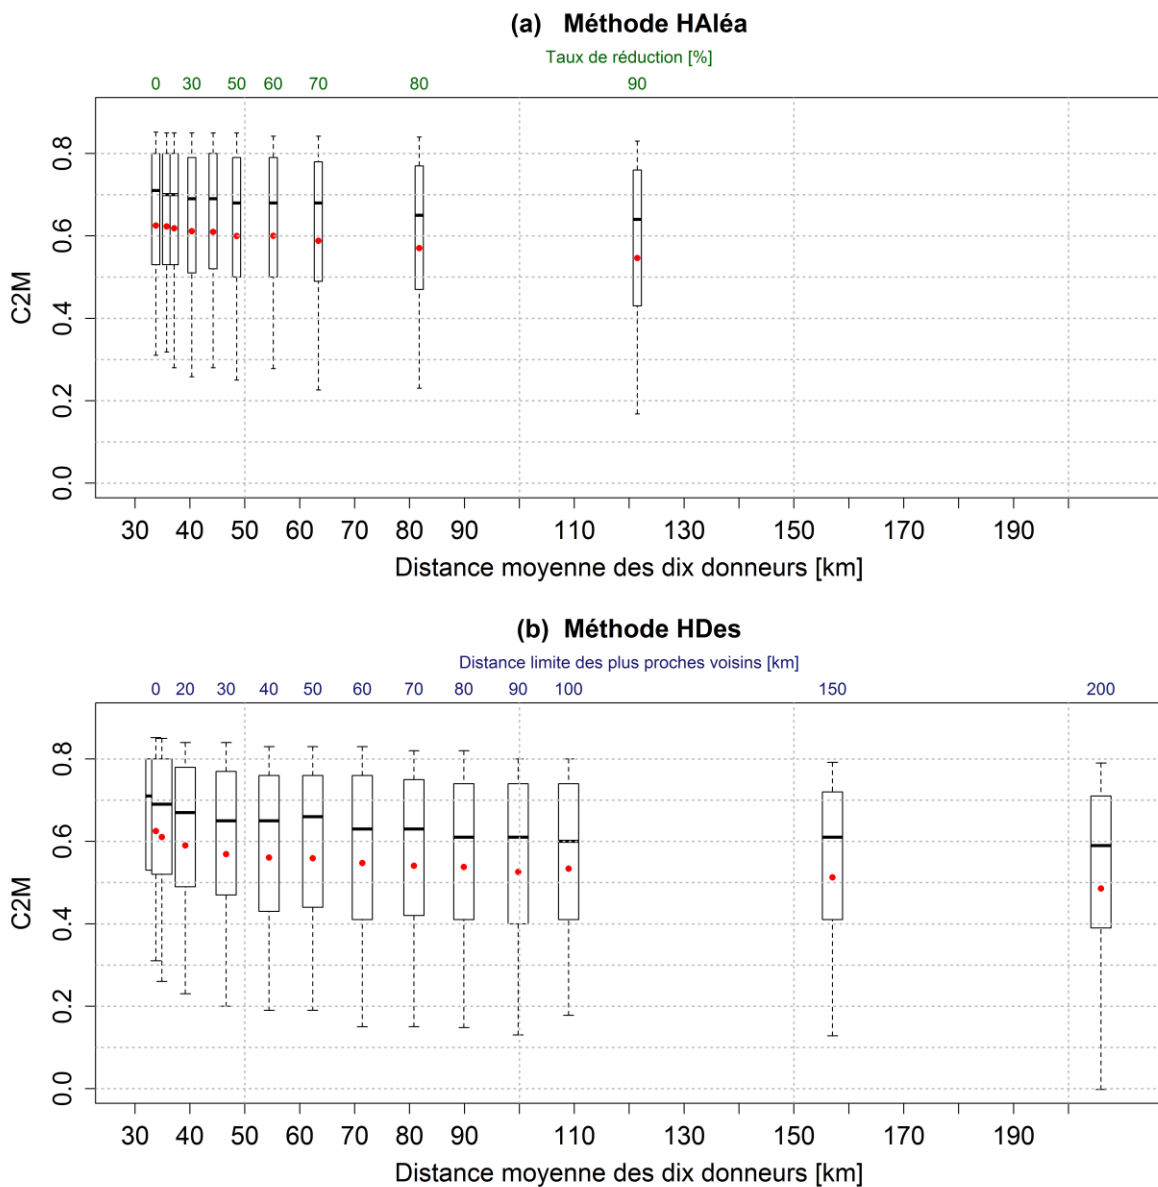 (a) Méthode HAléa
Taux de réduction [%]
0 30 50 60 70 80 90
C2M
0.8
0.6
0.4
0.2
0.0
30 40 50 60 70 80 90 110 130 150 170 190
Distance moyenne des dix donneurs [km]
(b) Méthode HDes
Distance limite des plus proches voisins [km]
0 20 30 40 50 60 70 80 90 100 150 200
C2M
0.8
0.6
0.4
0.2
0.0
30 40 50 60 70 80 90 110 130 150 170 190
Distance moyenne des dix donneurs [km]